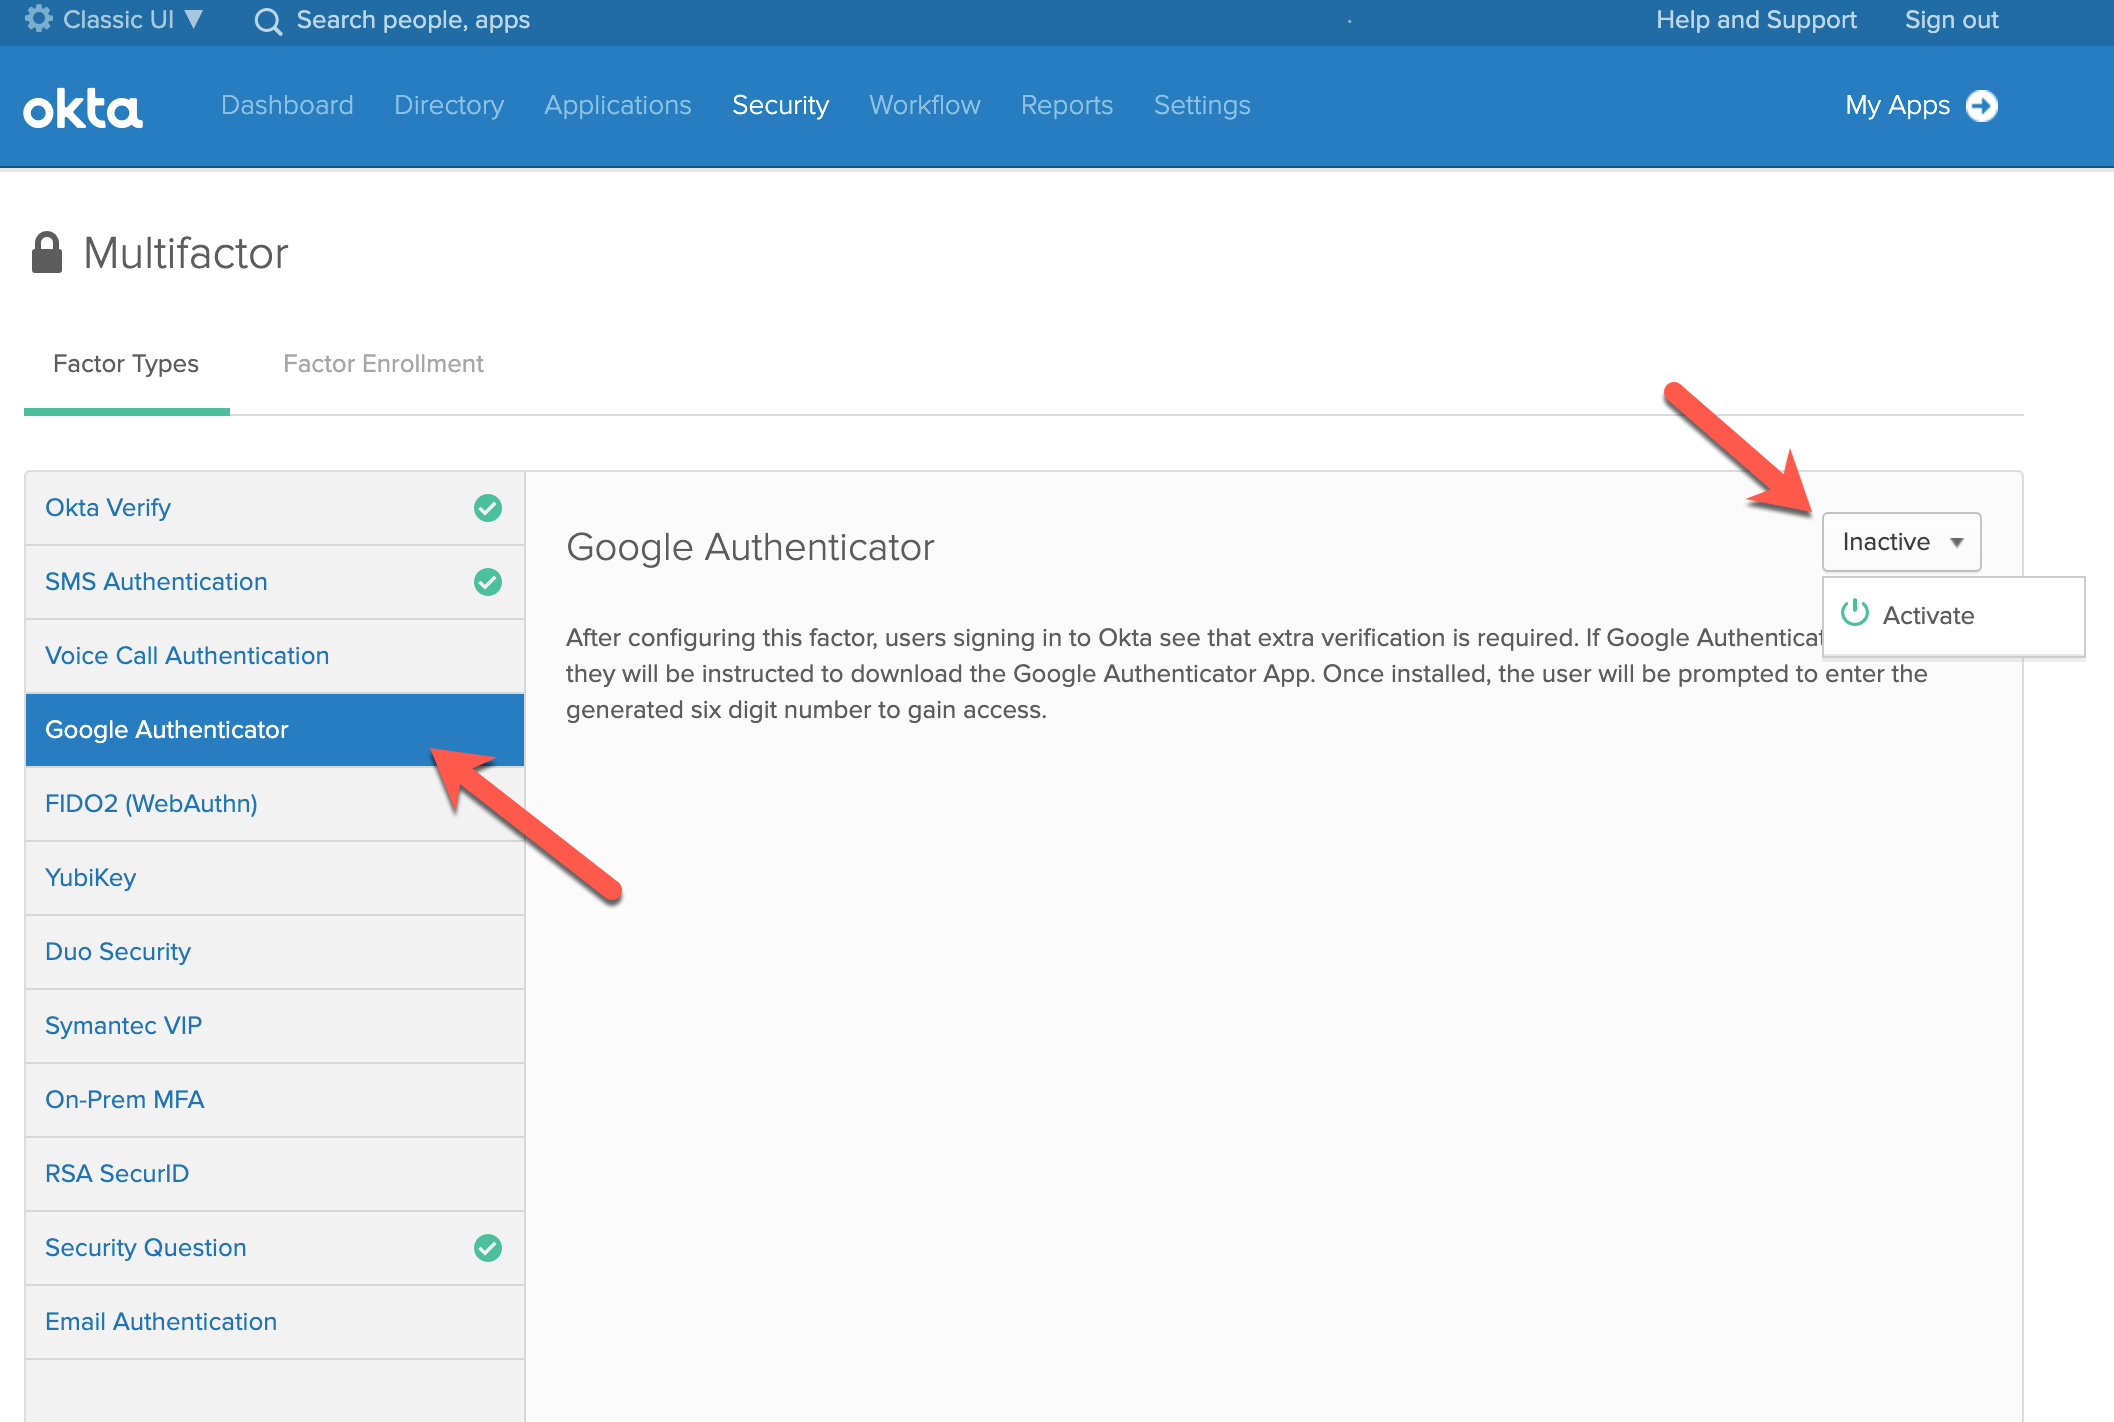 Classic UI ▼ Search people, apps Help and Support Sign out
okta Dashboard Directory Applications Security Workflow Reports Settings My Apps
Multifactor
Factor Types Factor Enrollment
Okta Verify
SMS Authentication
Voice Call Authentication
Google Authenticator
FIDO2 (WebAuthn)
YubiKey
Duo Security
Symantec VIP
On-Prem MFA
RSA SecurID
Security Question
Email Authentication
Google Authenticator
Inactive
Activate
After configuring this factor, users signing in to Okta see that extra verification is required. If Google
they will be instructed to download the Google Authenticator App. Once installed, the user will be prompted to enter the
generated six digit number to gain access.